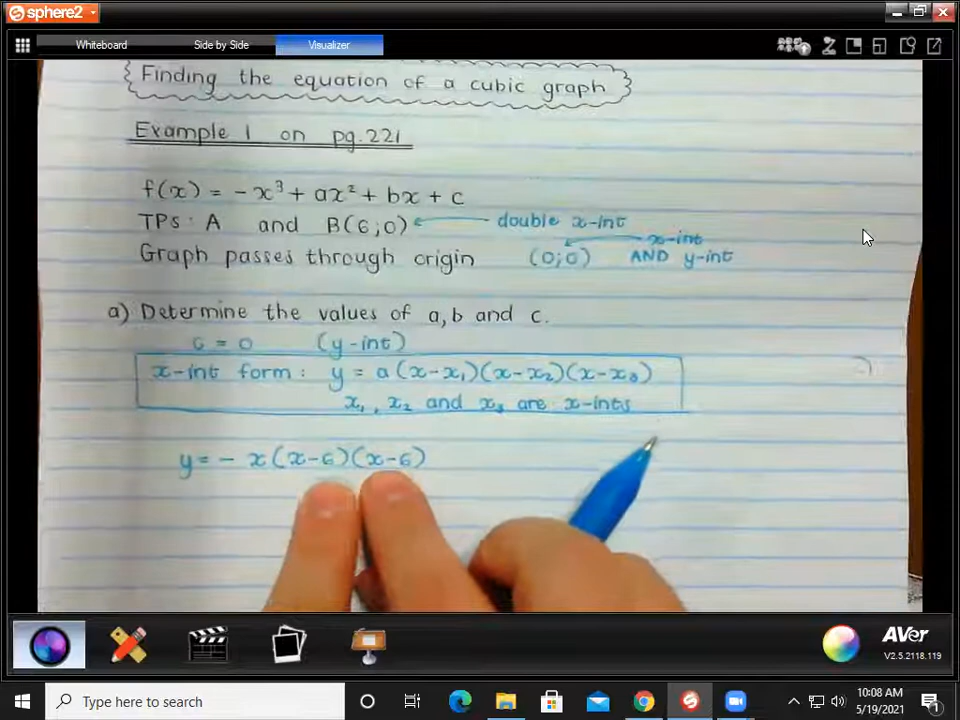 sphere2
Whiteboard Side by Side Visualizer
Finding the equation of a cubic graph
Example 1 on pg.221
f(x) = -x³ + ax² + bx + c
TPs: A and B(6;0) ← double x-int
x-int
Graph passes through origin (0;0) AND y-int
a) Determine the values of a, b and c.
c = 0 (y-int)
x-int form: y = a(x-x₁)(x-x₂)(x-x₃)
x₁, x₂ and x₃ are x-ints
y = - x(x-6)(x-6)
AVer
V2.5.2118.119
Type here to search
10:08 AM
5/19/2021